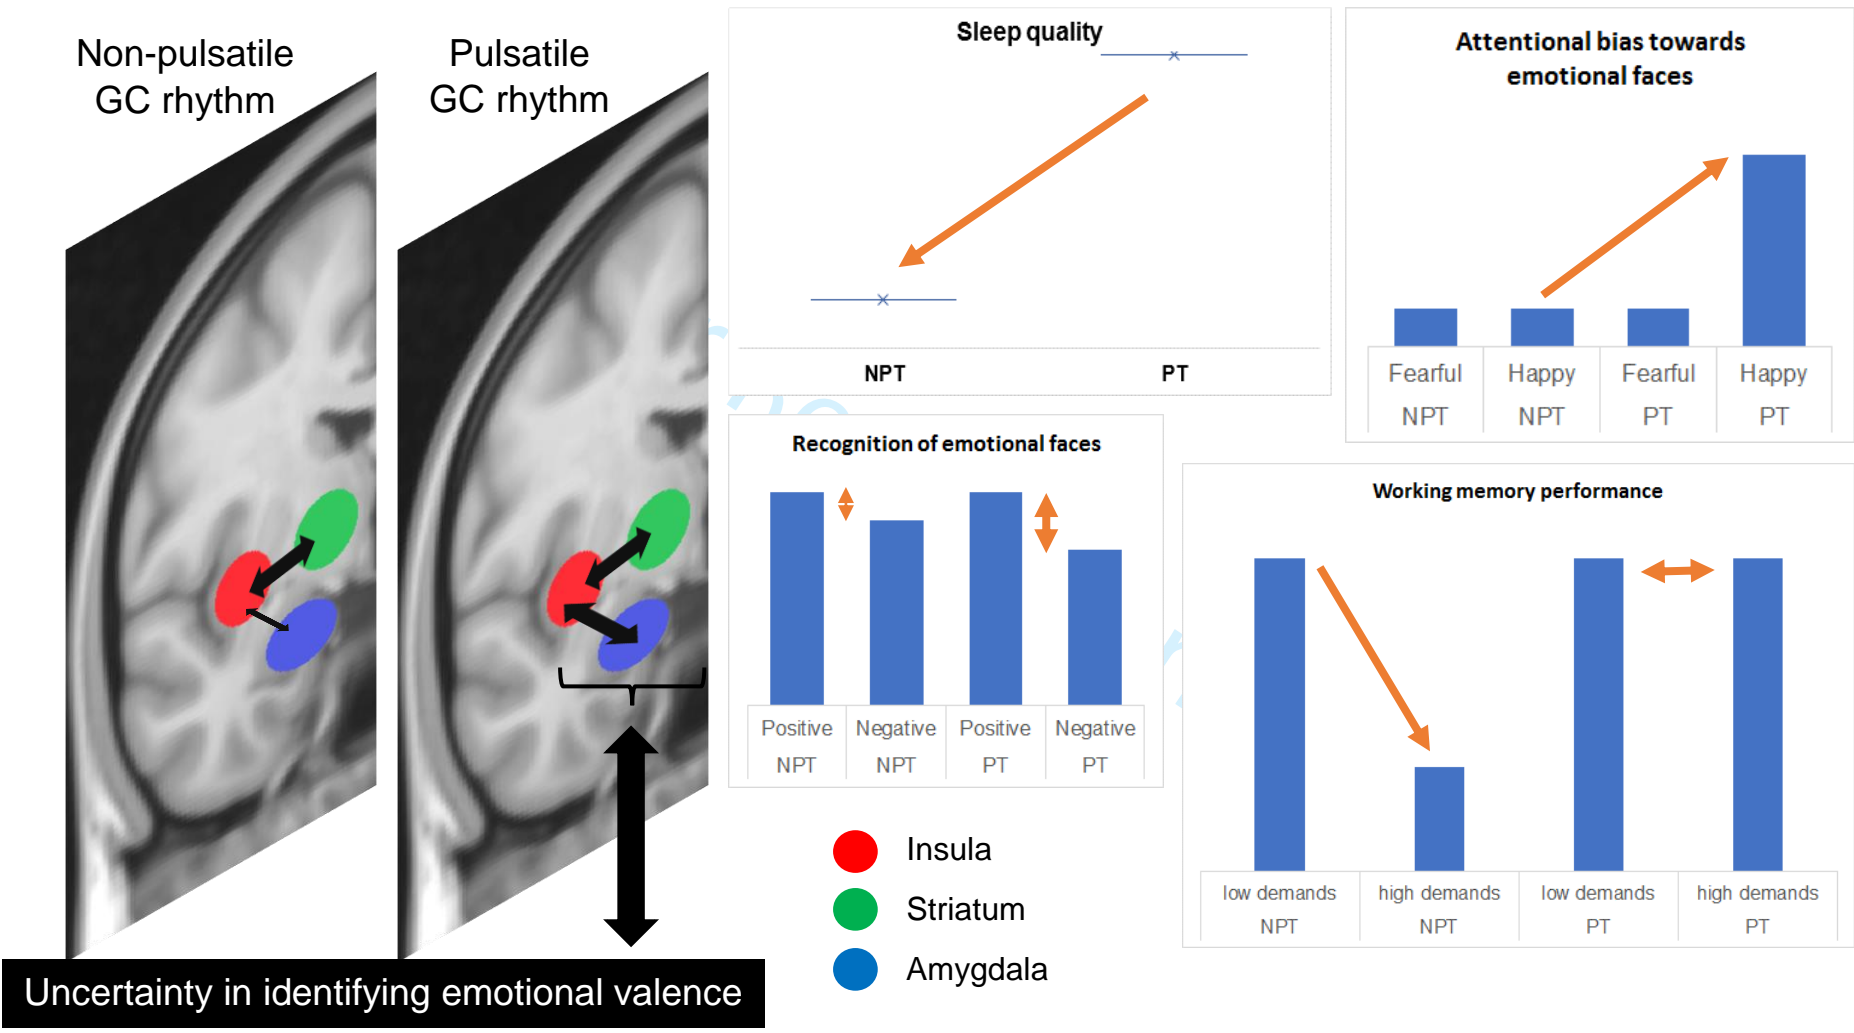 Non-pulsatile
GC rhythm
Pulsatile
GC rhythm
Uncertainty in identifying emotional valence
Sleep quality
NPT PT
Attentional bias towards
emotional faces
Fearful Happy Fearful Happy
NPT NPT PT PT
Recognition of emotional faces
Positive Negative Positive Negative
NPT NPT PT PT
Working memory performance
low demands high demands low demands high demands
NPT NPT PT PT
Insula
Striatum
Amygdala